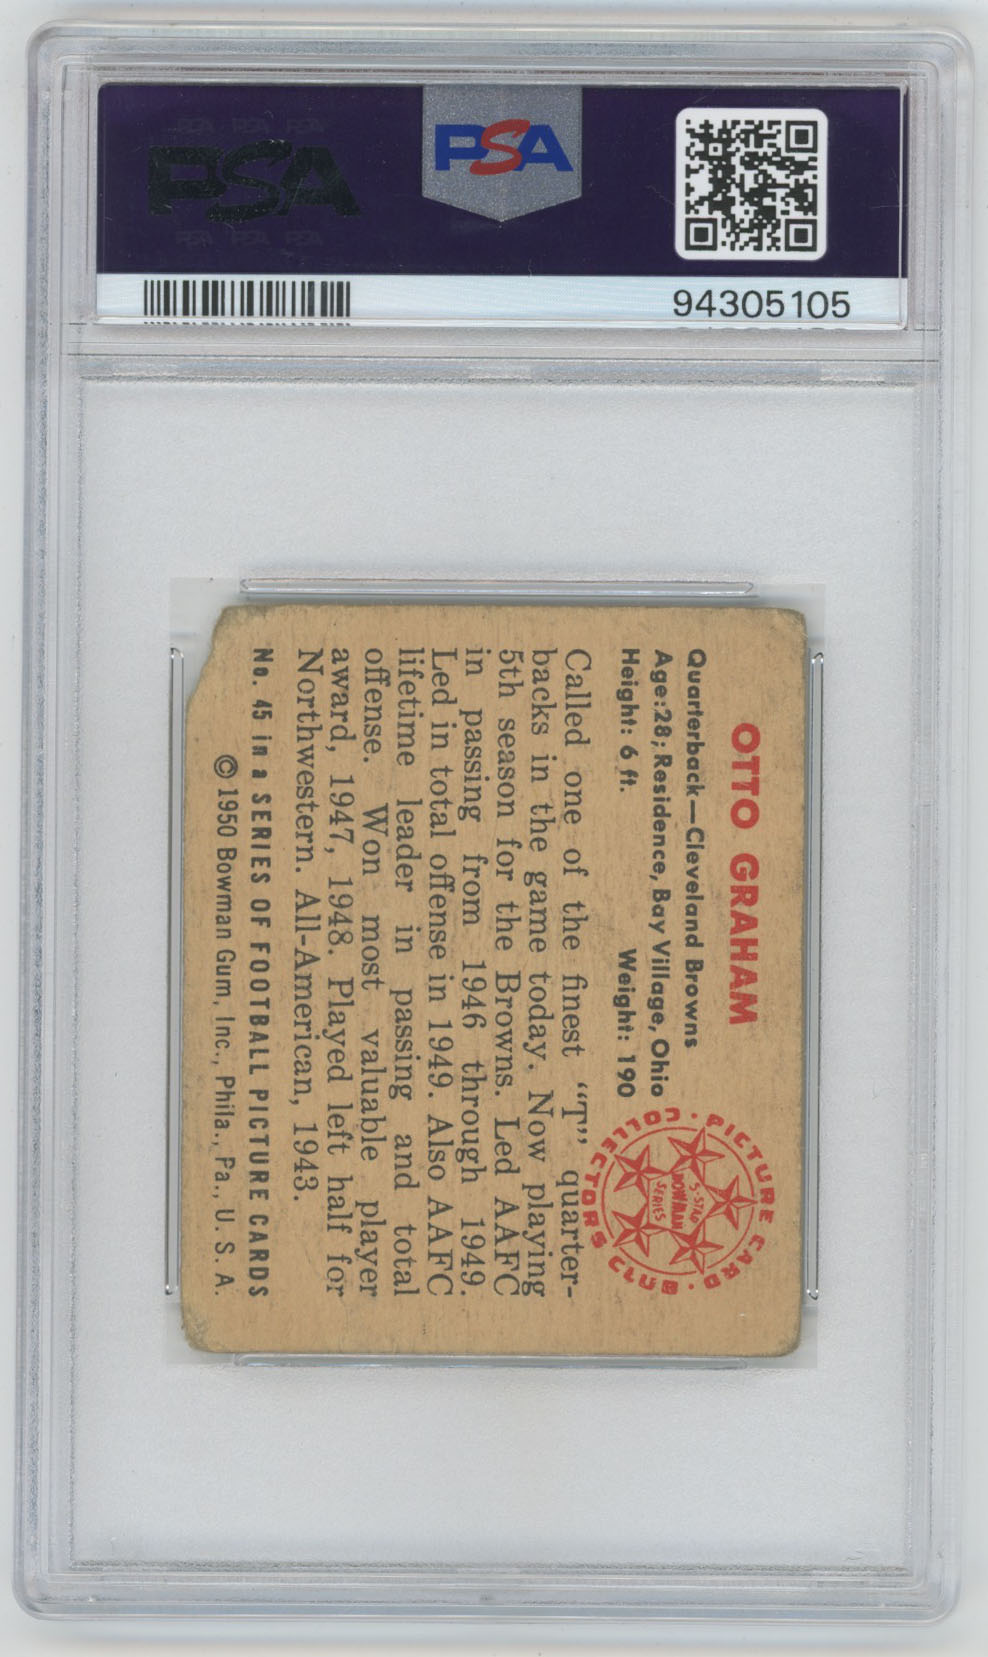 PSA
PSA
94305105
OTTO GRAHAM
Quarterback—Cleveland Browns
Age: 28; Residence, Bay Village, Ohio
Height: 6 ft. Weight: 190
PICTURE CARD CLUB COLLECTORS
5-STAR
BOWMAN
SERIES
Called one of the finest "T" quarter-
backs in the game today. Now playing
5th season for the Browns. Led AAFC
in passing from 1946 through 1949.
Led in total offense in 1949. Also AAFC
lifetime leader in passing and total
offense. Won most valuable player
award, 1947, 1948. Played left half for
Northwestern. All-American, 1943.
No. 45 in a SERIES OF FOOTBALL PICTURE CARDS
© 1950 Bowman Gum, Inc., Phila., Pa., U. S. A.